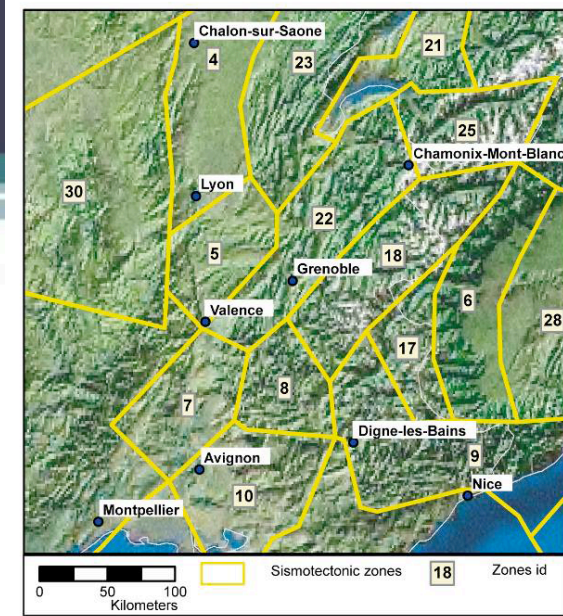 Chalon-sur-Saone
4
23
21
25
Chamonix-Mont-Blanc
30
Lyon
22
5
18
Grenoble
6
28
Valence
17
7
8
Digne-les-Bains
Avignon
9
10
Nice
Montpellier
0 50 100
Kilometers
Sismotectonic zones
18 Zones id